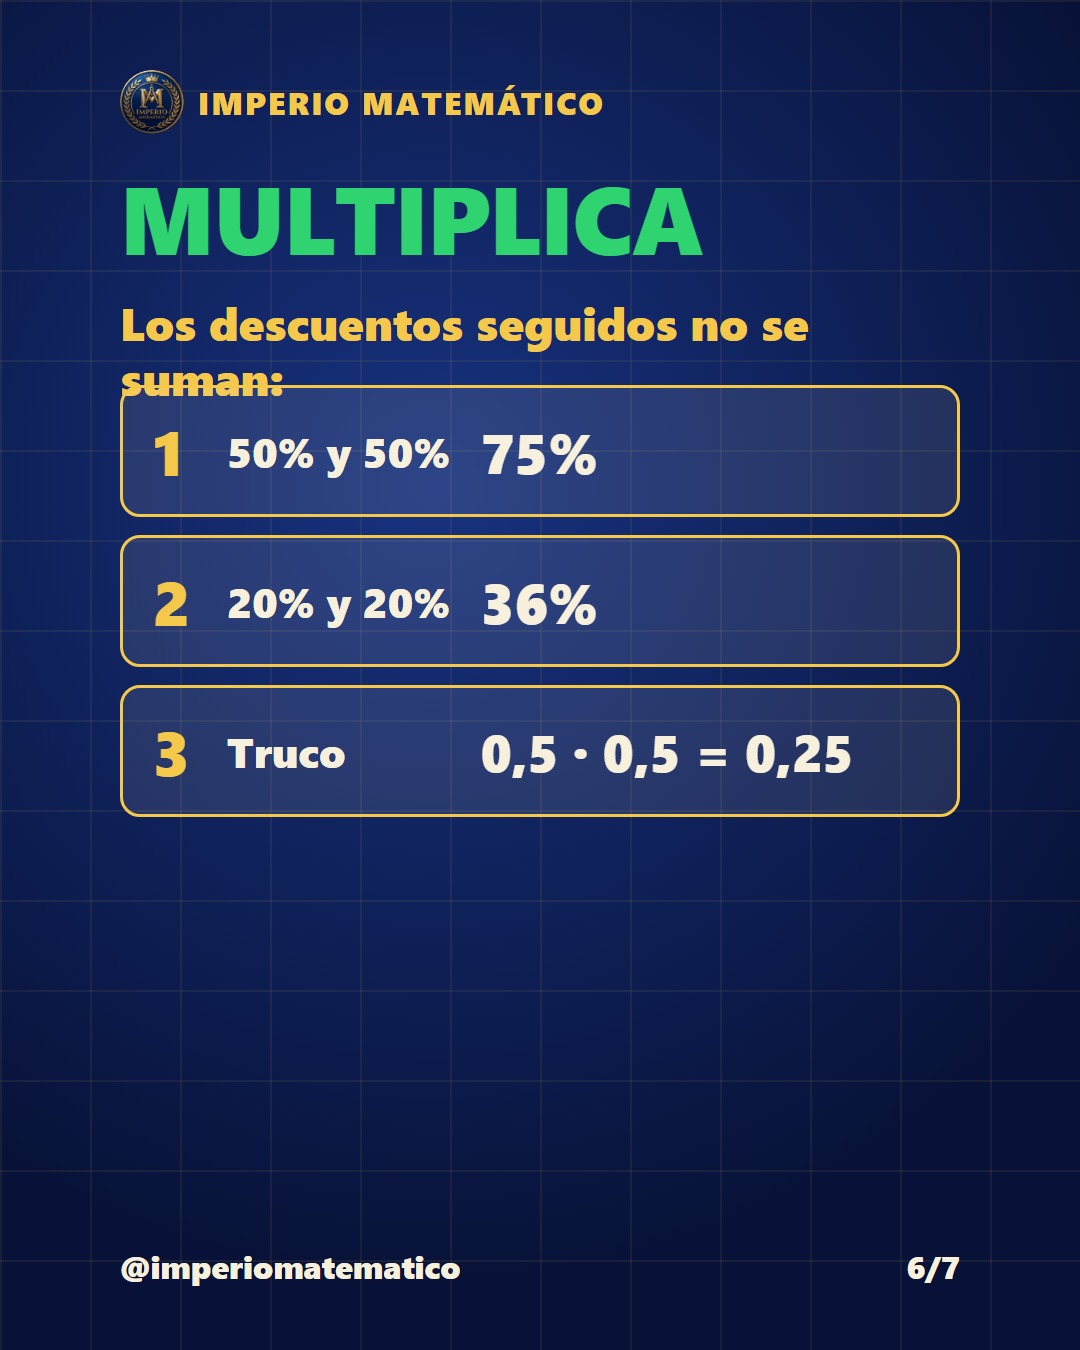 IMPERIO MATEMÁTICO
MULTIPLICA
Los descuentos seguidos no se
suman:
1 50% y 50% 75%
2 20% y 20% 36%
3 Truco 0,5 · 0,5 = 0,25
@imperiomatematico 6/7